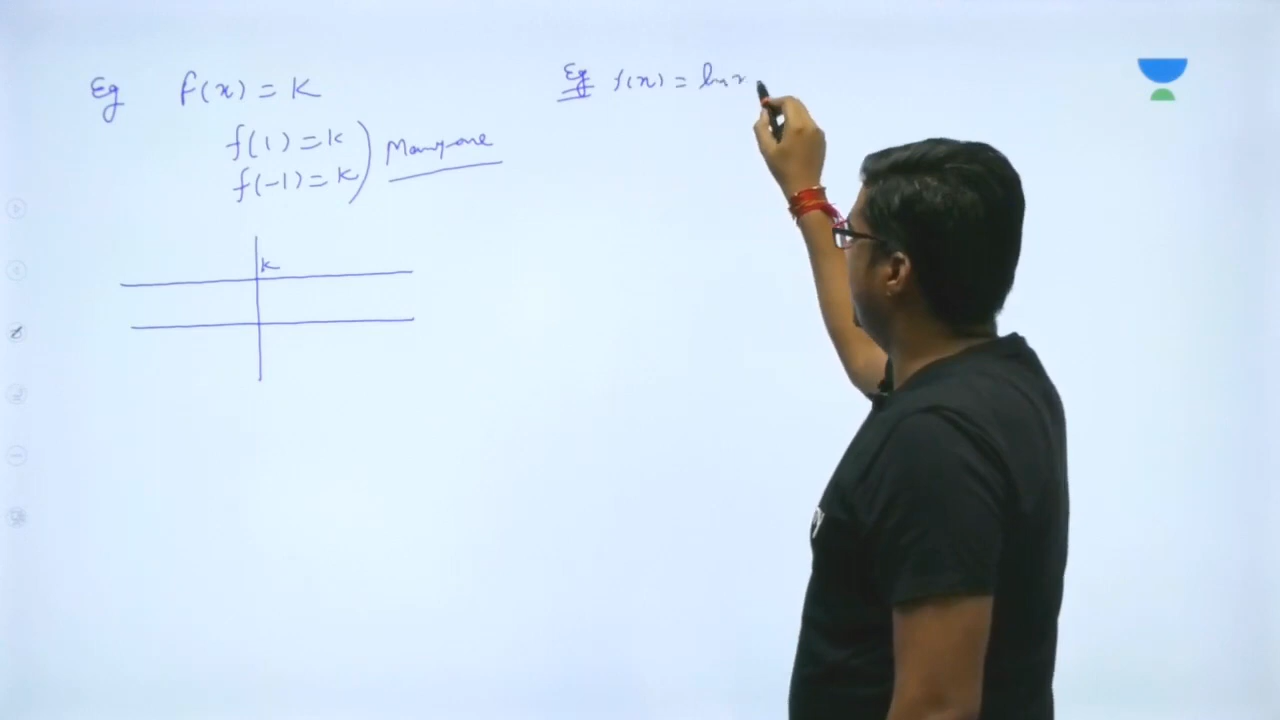 Eg f(x) = K
f(1) = K
f(-1) = K
Many one
K
Eg f(x) = ln x